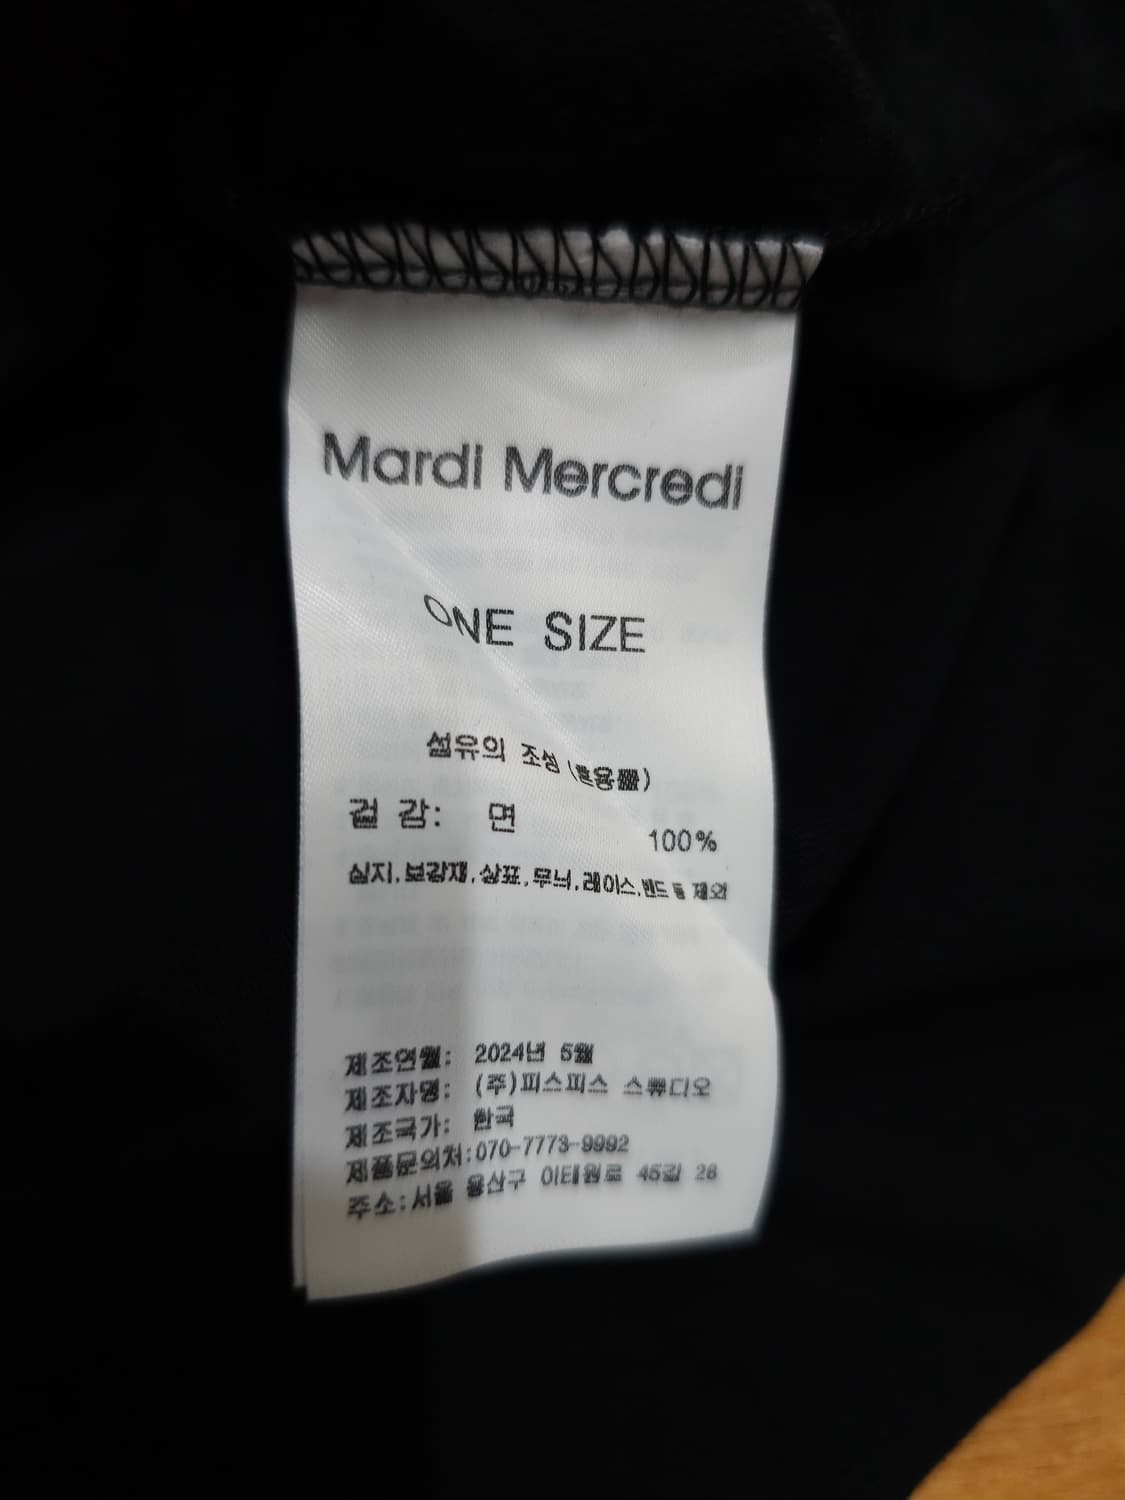 Mardi Mercredi
ONE SIZE
섬유의 조성 (혼용률)
겉 감: 면 100%
심지,보강재,상표,무늬,레이스,밴드 등 제외
제조연월: 2024년 5월
제조자명: (주)피스피스 스튜디오
제조국가: 한국
제품문의처:070-7773-9992
주소:서울 용산구 이태원로 45길 26